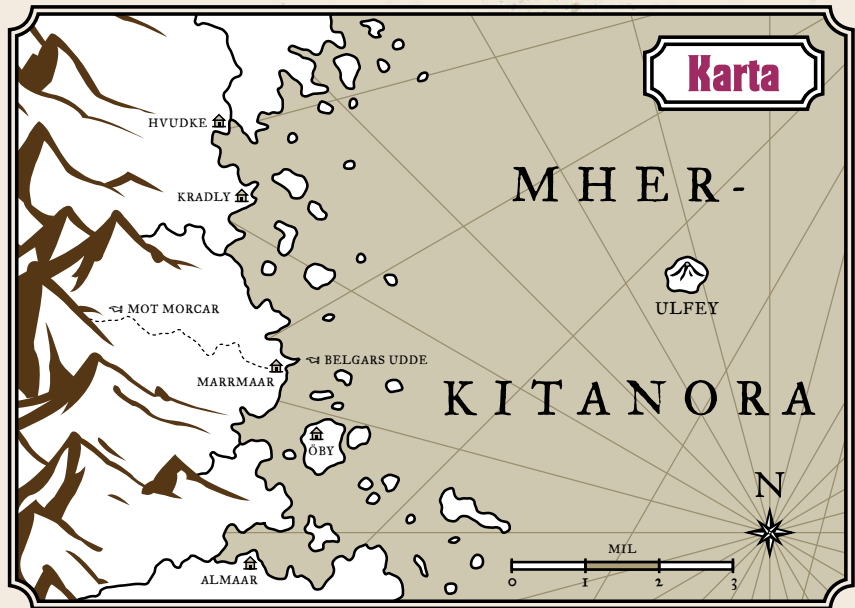 Karta
HVUDKE
MHER-
KRADLY
ULFEY
MOT MORCAR
BELGARS UDDE
MARRMAAR
KITANORA
ÖBY
N
MIL
0 1 2 3
ALMAAR